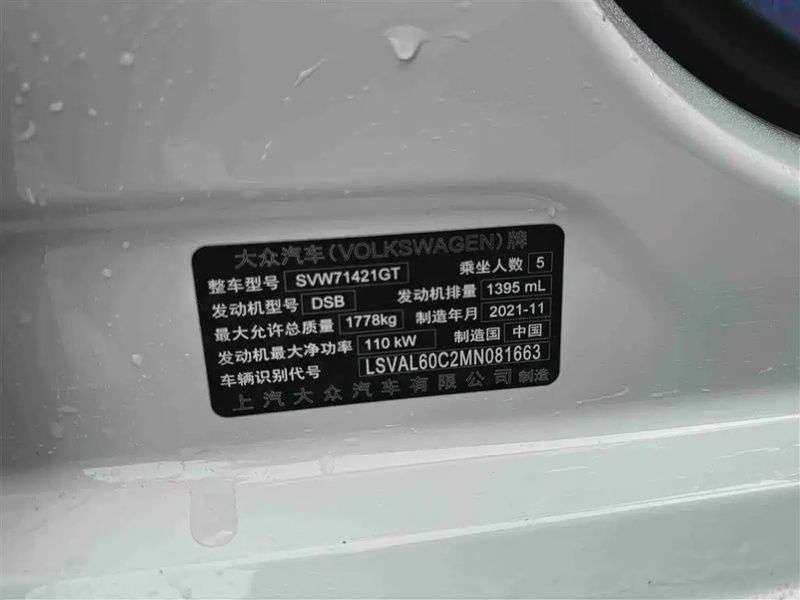 大众汽车(VOLKSWAGEN)牌
整车型号 SVW71421GT 乘坐人数 5
发动机型号 DSB 发动机排量 1395 mL
最大允许总质量 1778kg 制造年月 2021-11
发动机最大净功率 110 kW 制造国 中国
车辆识别代号 LSVAL60C2MN081663
上汽大众汽车有限公司 制造